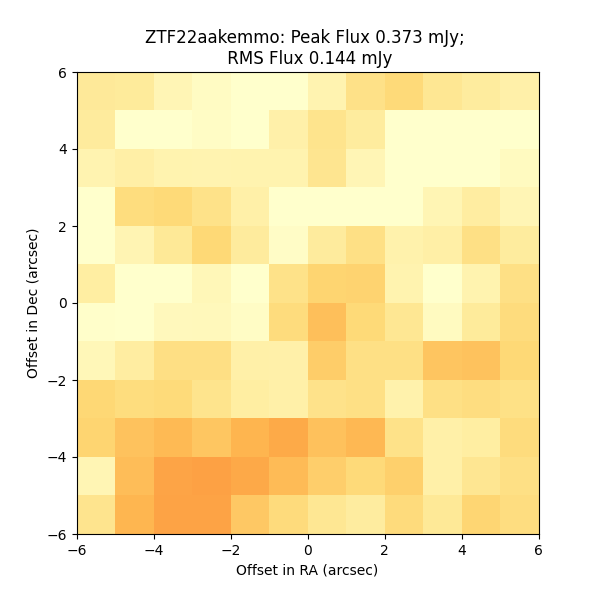 ZTF22aakemmo: Peak Flux 0.373 mJy;
RMS Flux 0.144 mJy
6
4
2
0
−2
−4
−6
Offset in Dec (arcsec)
−6 −4 −2 0 2 4 6
Offset in RA (arcsec)